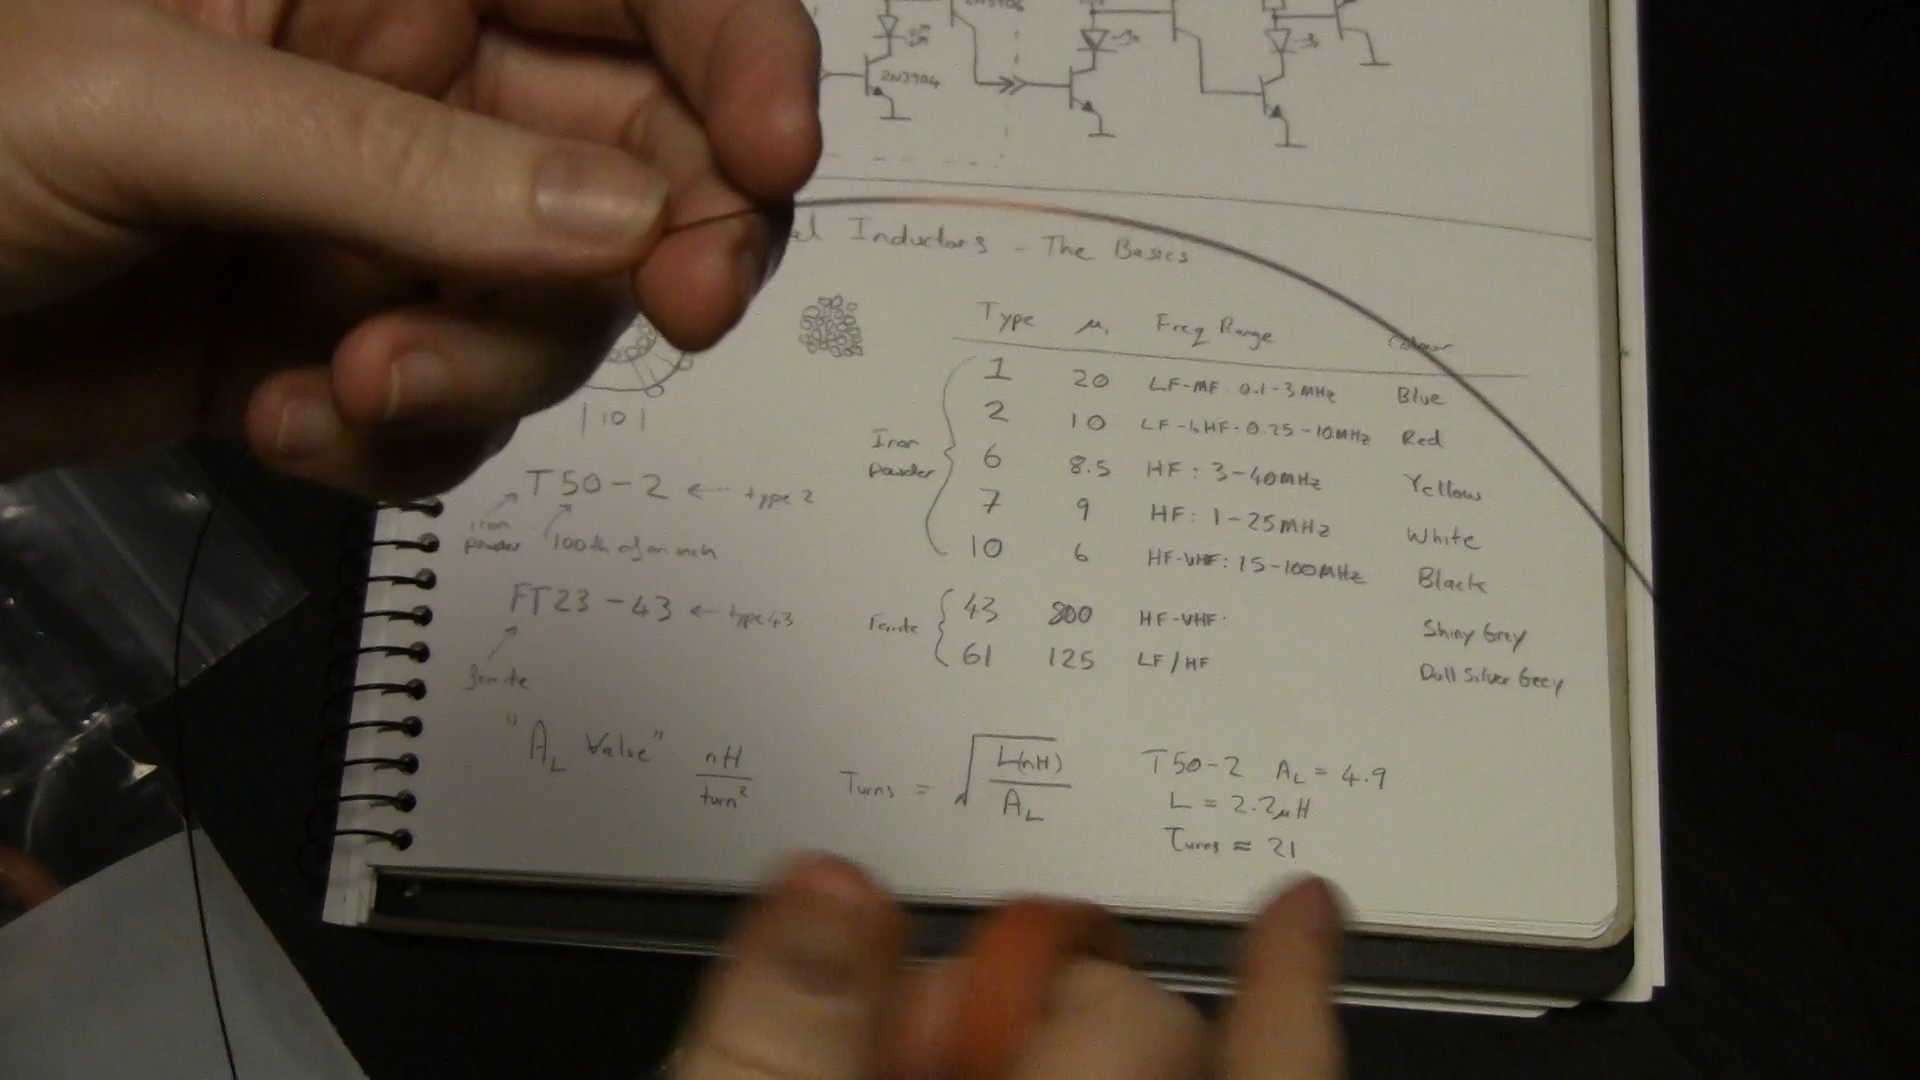 2N3904
Inductors - The Basics
Type μi Freq Range Colour
1 20 LF-MF 0.1-3MHz Blue
2 10 LF-HF. 0.25-10MHz Red
6 8.5 HF: 3-40MHz Yellow
7 9 HF: 1-25MHz White
10 6 HF-VHF: 15-100MHz Black
Iron
powder
43 800 HF-VHF: Shiny Grey
61 125 LF/HF Dull Silver Grey
Ferrite
|10|
T50-2 ← type 2
iron
powder
100th of an inch
FT23-43 ← type 43
ferrite
"AL Value" nH
turn²
Turns = √ L(nH)
AL
T50-2 AL = 4.9
L = 2.2μH
Turns ≈ 21